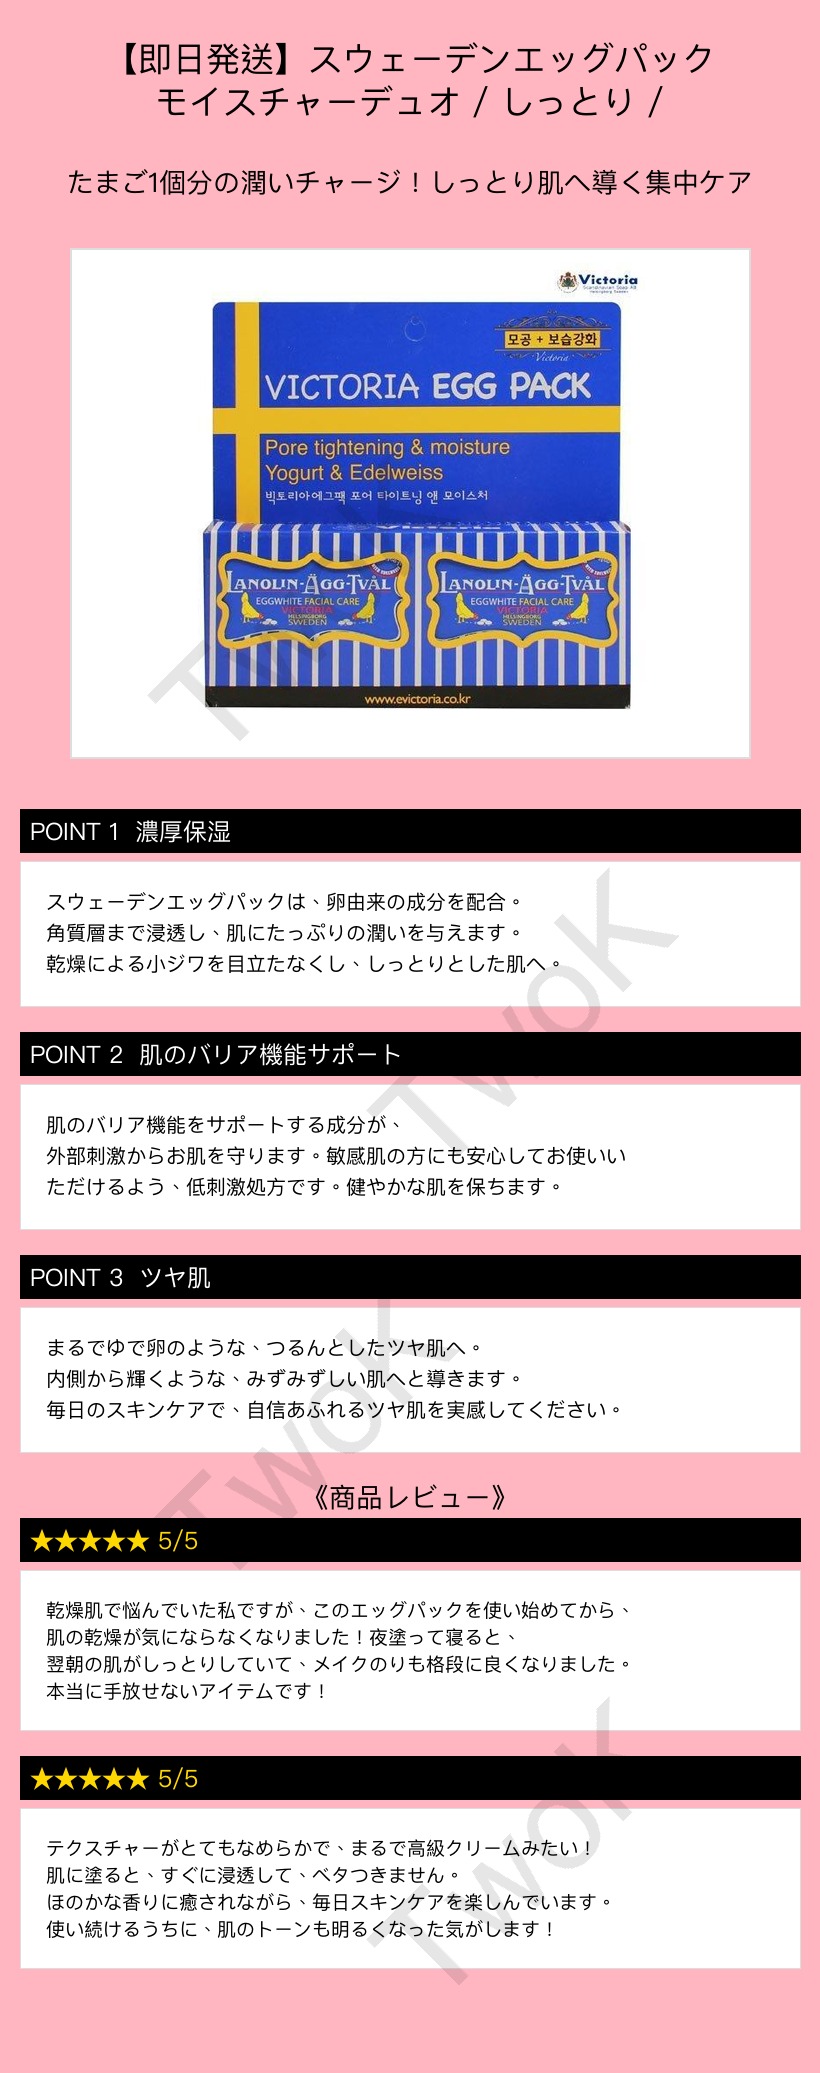 【即日発送】スウェーデンエッグパック
モイスチャーデュオ / しっとり /
たまご1個分の潤いチャージ！しっとり肌へ導く集中ケア
Victoria
Scandinavian Soap AB
Helsingborg Sweden
모공 + 보습강화
Victoria
VICTORIA EGG PACK
Pore tightening & moisture
Yogurt & Edelweiss
빅토리아에그팩 포어 타이트닝 앤 모이스처
LANOLIN-ÄGG-TVÅL
EGGWHITE FACIAL CARE
VICTORIA
HELSINGBORG
SWEDEN
LANOLIN-ÄGG-TVÅL
EGGWHITE FACIAL CARE
VICTORIA
HELSINGBORG
SWEDEN
www.evictoria.co.kr
TwoK
POINT 1 濃厚保湿
スウェーデンエッグパックは、卵由来の成分を配合。
角質層まで浸透し、肌にたっぷりの潤いを与えます。
乾燥による小ジワを目立たなくし、しっとりとした肌へ。
TwoK
POINT 2 肌のバリア機能サポート
肌のバリア機能をサポートする成分が、
外部刺激からお肌を守ります。敏感肌の方にも安心してお使いい
ただけるよう、低刺激処方です。健やかな肌を保ちます。
POINT 3 ツヤ肌
まるでゆで卵のような、つるんとしたツヤ肌へ。
内側から輝くような、みずみずしい肌へと導きます。
毎日のスキンケアで、自信あふれるツヤ肌を実感してください。
TwoK
《商品レビュー》
★★★★★ 5/5
乾燥肌で悩んでいた私ですが、このエッグパックを使い始めてから、
肌の乾燥が気にならなくなりました！夜塗って寝ると、
翌朝の肌がしっとりしていて、メイクのりも格段に良くなりました。
本当に手放せないアイテムです！
★★★★★ 5/5
テクスチャーがとてもなめらかで、まるで高級クリームみたい！
肌に塗ると、すぐに浸透して、ベタつきません。
ほのかな香りに癒されながら、毎日スキンケアを楽しんでいます。
使い続けるうちに、肌のトーンも明るくなった気がします！
TwoK